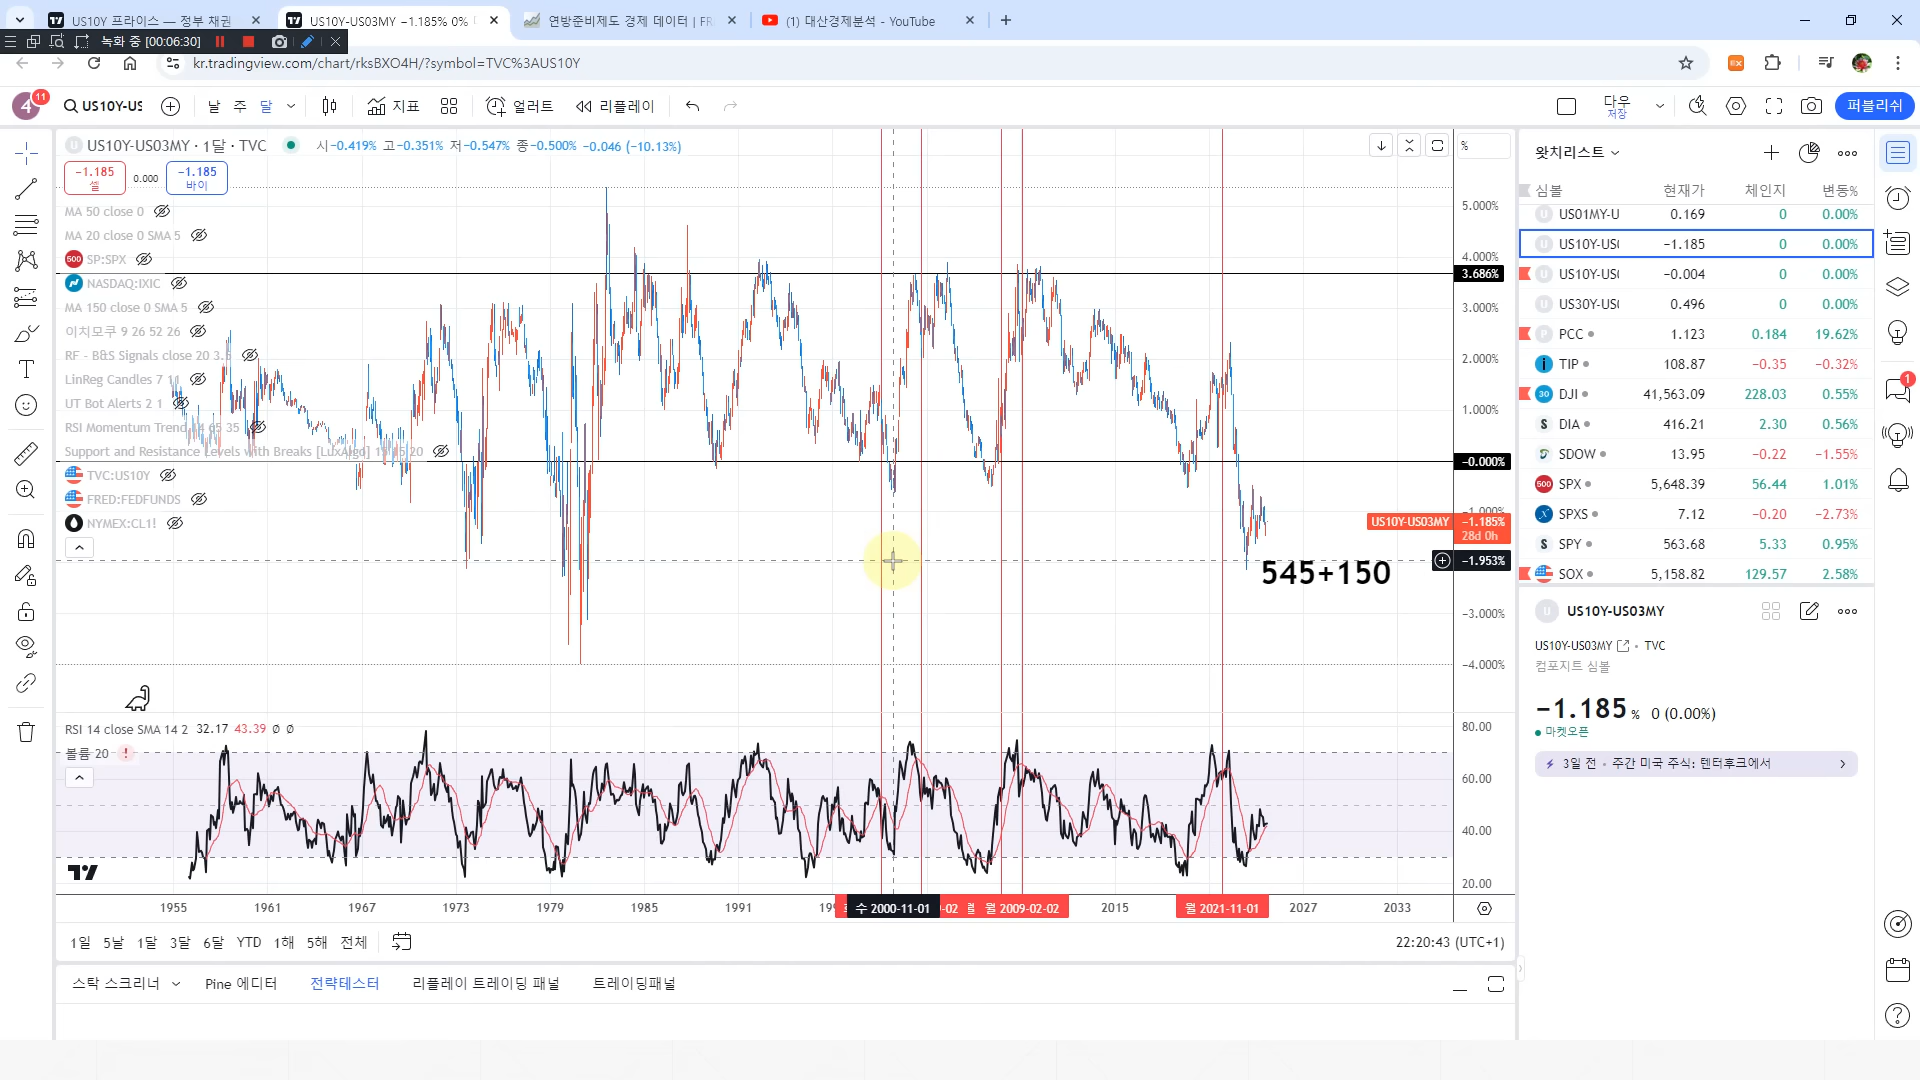 US10Y 프라이스 — 정부 채권
US10Y-US03MY −1.185% 0%
연방준비제도 경제 데이터 | FR
(1) 대산경제분석 - YouTube
녹화 중 [00:06:30]
kr.tradingview.com/chart/rksBXO4H/?symbol=TVC%3AUS10Y
4 11 US10Y-US 날 주 달 지표 얼러트 리플레이 다우 저장 퍼블리쉬
US10Y-US03MY · 1달 · TVC 시−0.419% 고−0.351% 저−0.547% 종−0.500% −0.046 (−10.13%)
−1.185 셀 0.000 −1.185 바이
MA 50 close 0
MA 20 close 0 SMA 5
500 SP:SPX
NASDAQ:IXIC
MA 150 close 0 SMA 5
이치모쿠 9 26 52 26
RF - B&S Signals close 20 3.5
LinReg Candles 7 11
UT Bot Alerts 2 1
RSI Momentum Trend 14 65 35
Support and Resistance Levels with Breaks [LuxAlgo] 15 15 20
TVC:US10Y
FRED:FEDFUNDS
NYMEX:CL1!
%
5.000%
4.000%
3.686%
3.000%
2.000%
1.000%
−0.000%
−1.000%
US10Y-US03MY −1.185%
28d 0h
−1.953%
545+150
−3.000%
−4.000%
RSI 14 close SMA 14 2 32.17 43.39 ∅ ∅
볼륨 20 !
80.00
60.00
40.00
20.00
1955 1961 1967 1973 1979 1985 1991 수 2000-11-01 -02 월 2009-02-02 2015 월 2021-11-01 2027 2033
1일 5날 1달 3달 6달 YTD 1해 5해 전체
22:20:43 (UTC+1)
스탁 스크리너 Pine 에디터 전략테스터 리플레이 트레이딩 패널 트레이딩패널
왓치리스트
심볼 현재가 체인지 변동%
US01MY-U 0.169 0 0.00%
US10Y-US −1.185 0 0.00%
US10Y-US −0.004 0 0.00%
US30Y-US 0.496 0 0.00%
PCC 1.123 0.184 19.62%
TIP 108.87 −0.35 −0.32%
30 DJI 41,563.09 228.03 0.55%
DIA 416.21 2.30 0.56%
SDOW 13.95 −0.22 −1.55%
500 SPX 5,648.39 56.44 1.01%
SPXS 7.12 −0.20 −2.73%
SPY 563.68 5.33 0.95%
SOX 5,158.82 129.57 2.58%
U US10Y-US03MY
US10Y-US03MY • TVC
컴포지트 심볼
−1.185 % 0 (0.00%)
마켓오픈
3일 전 • 주간 미국 주식: 텐터후크에서
1